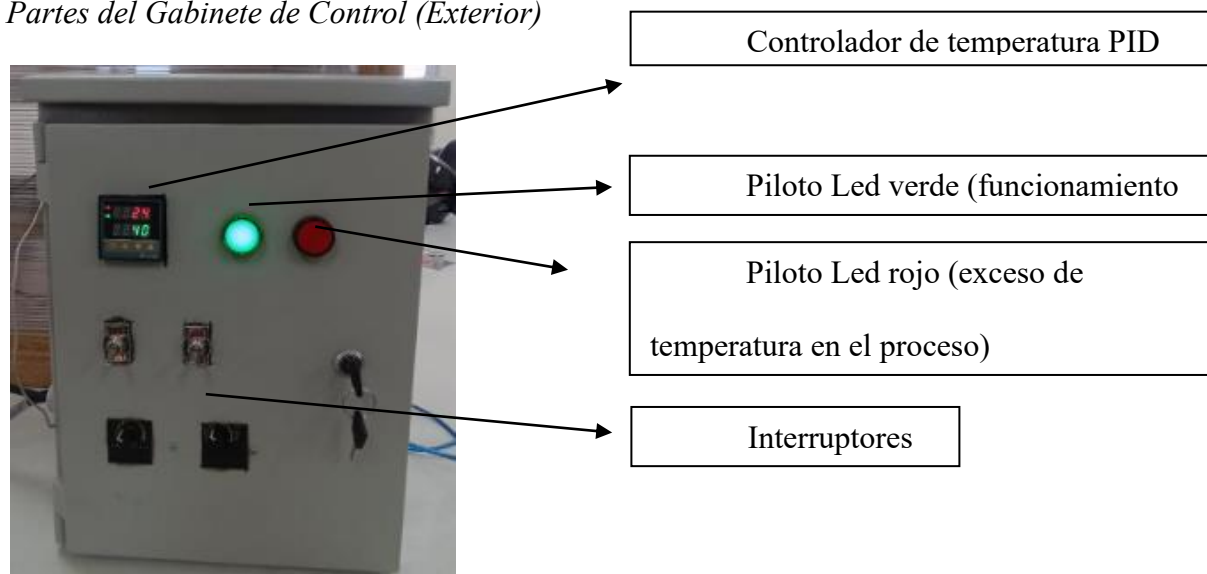 Partes del Gabinete de Control (Exterior)
Controlador de temperatura PID
Piloto Led verde (funcionamiento
Piloto Led rojo (exceso de
temperatura en el proceso)
Interruptores
24
40